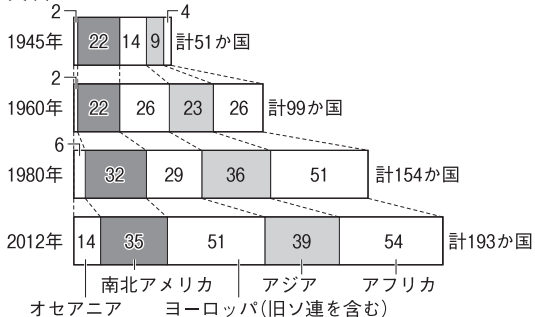 2 4
1945年 22 14 9 計51か国
2
1960年 22 26 23 26 計99か国
6
1980年 32 29 36 51 計154か国
2012年 14 35 51 39 54 計193か国
南北アメリカ アジア アフリカ
オセアニア ヨーロッパ(旧ソ連を含む)